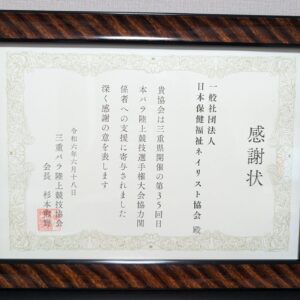 感謝状
一般社団法人
日本保健福祉ネイリスト協会 殿
貴協会は三重県開催の第35回日
本パラ陸上競技選手権大会協力関
係者への支援に寄与されました
深く感謝の意を表します
令和六年六月十八日
三重パラ陸上競技協会
会長 杉本